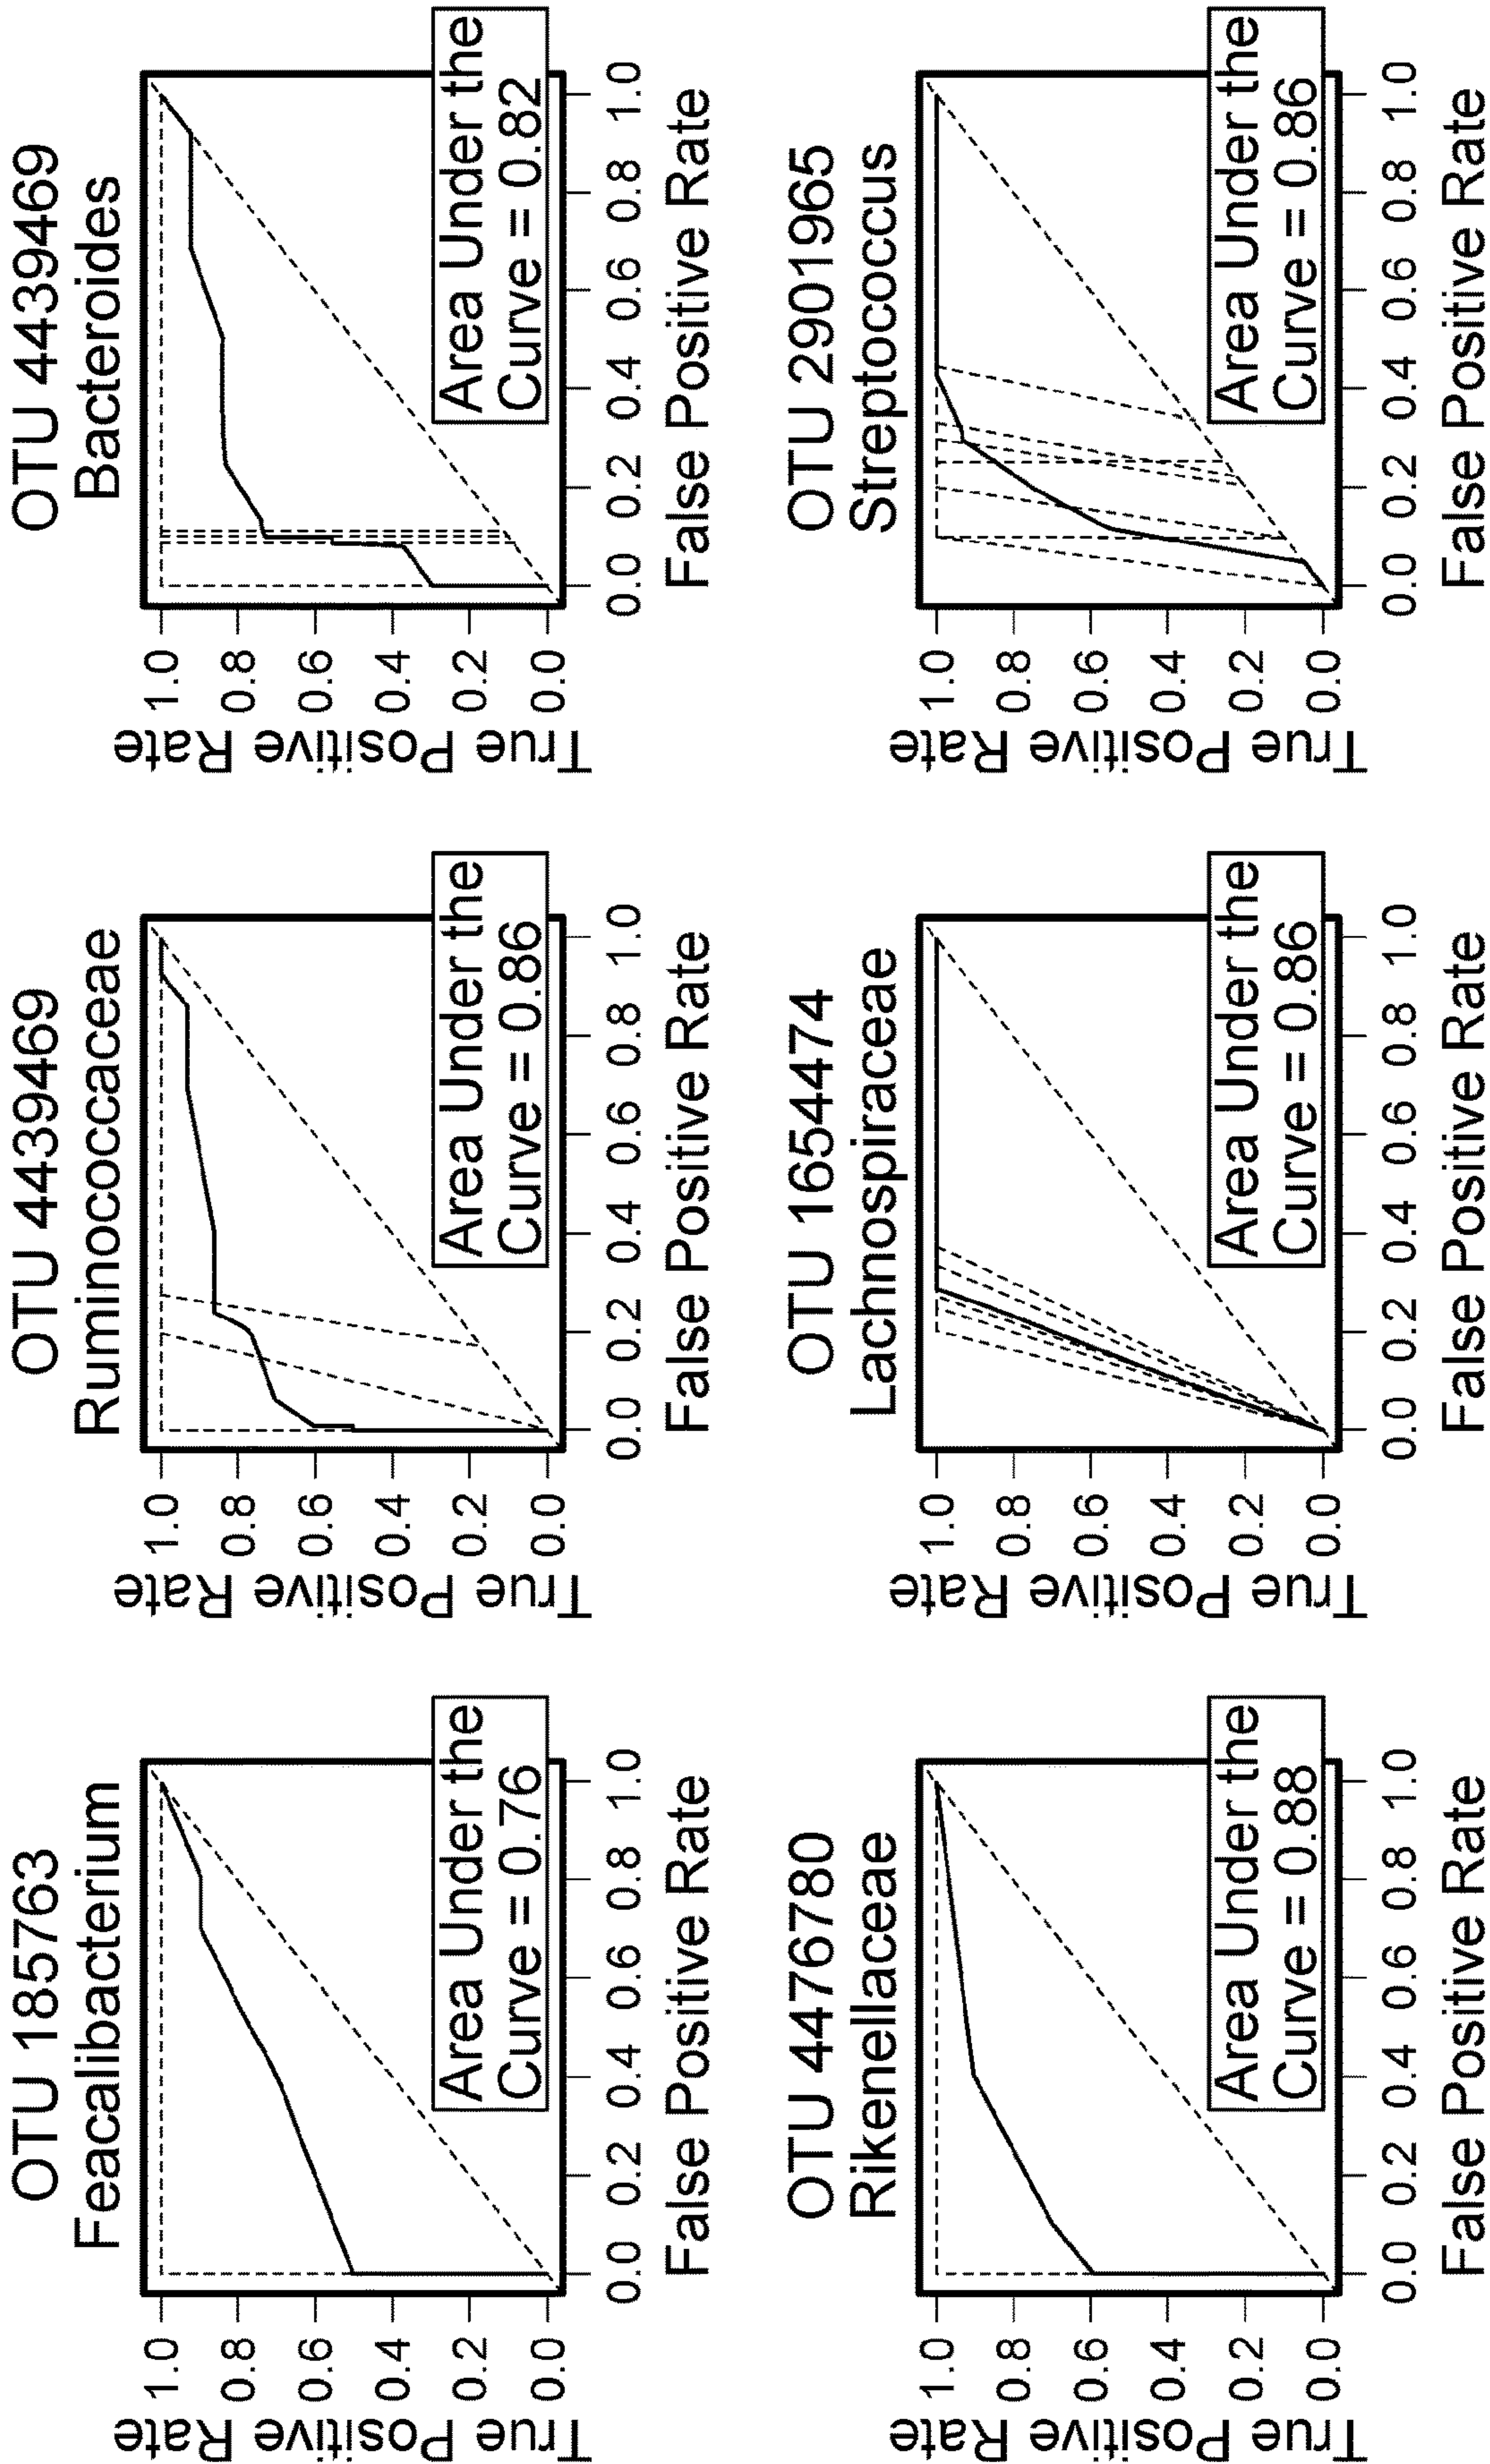 OTU 185763
Feacalibacterium
True Positive Rate
1.0
0.8
0.6
0.4
0.2
0.0
Area Under the
Curve = 0.76
0.0 0.2 0.4 0.6 0.8 1.0
False Positive Rate
OTU 4439469
Ruminococcaceae
True Positive Rate
1.0
0.8
0.6
0.4
0.2
0.0
Area Under the
Curve = 0.86
0.0 0.2 0.4 0.6 0.8 1.0
False Positive Rate
OTU 4439469
Bacteroides
True Positive Rate
1.0
0.8
0.6
0.4
0.2
0.0
Area Under the
Curve = 0.82
0.0 0.2 0.4 0.6 0.8 1.0
False Positive Rate
OTU 4476780
Rikenellaceae
True Positive Rate
1.0
0.8
0.6
0.4
0.2
0.0
Area Under the
Curve = 0.88
0.0 0.2 0.4 0.6 0.8 1.0
False Positive Rate
OTU 1654474
Lachnospiraceae
True Positive Rate
1.0
0.8
0.6
0.4
0.2
0.0
Area Under the
Curve = 0.86
0.0 0.2 0.4 0.6 0.8 1.0
False Positive Rate
OTU 2901965
Streptococcus
True Positive Rate
1.0
0.8
0.6
0.4
0.2
0.0
Area Under the
Curve = 0.86
0.0 0.2 0.4 0.6 0.8 1.0
False Positive Rate